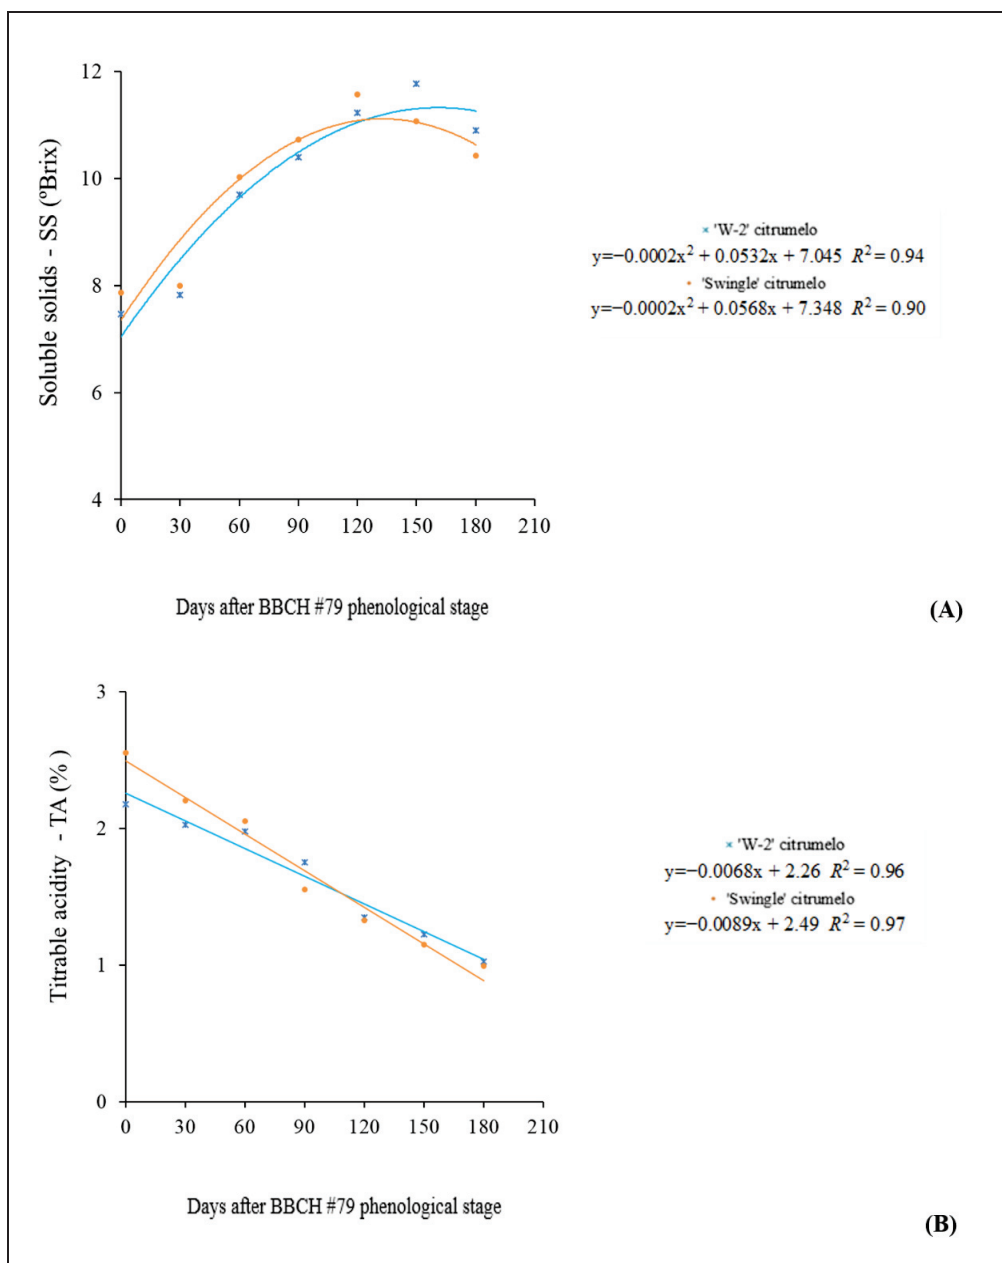 12
10
8
6
4
0 30 60 90 120 150 180 210
Soluble solids - SS (ºBrix)
Days after BBCH #79 phenological stage
'W-2' citrumelo
y=−0.0002x² + 0.0532x + 7.045 R² = 0.94
'Swingle' citrumelo
y=−0.0002x² + 0.0568x + 7.348 R² = 0.90
(A)
3
2
1
0
0 30 60 90 120 150 180 210
Titrable acidity - TA (% )
Days after BBCH #79 phenological stage
'W-2' citrumelo
y=−0.0068x + 2.26 R² = 0.96
'Swingle' citrumelo
y=−0.0089x + 2.49 R² = 0.97
(B)